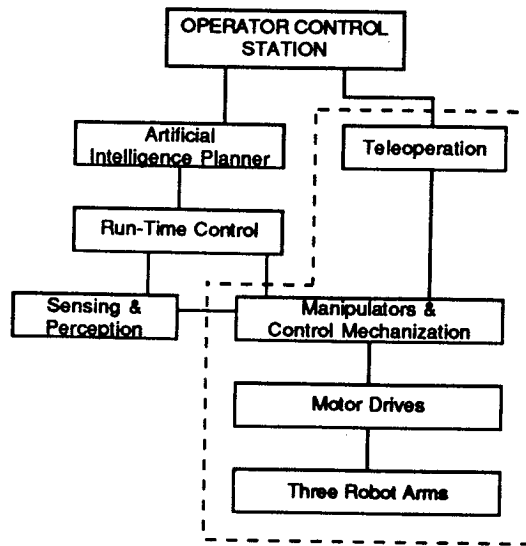 OPERATOR CONTROL
STATION
Artificial
Intelligence Planner
Teleoperation
Run-Time Control
Sensing &
Perception
Manipulators &
Control Mechanization
Motor Drives
Three Robot Arms